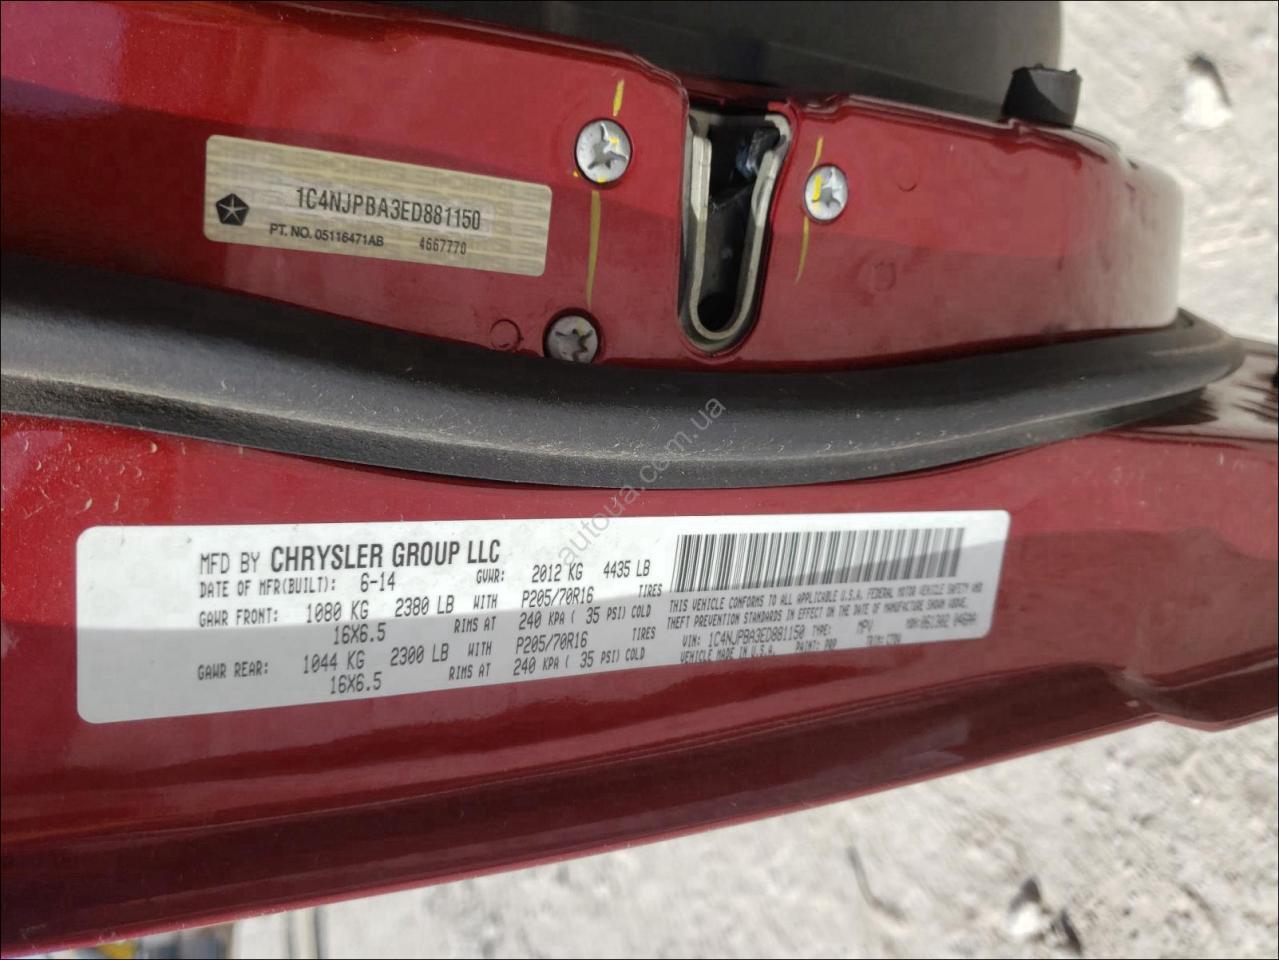 1C4NJPBA3ED881150
PT. NO. 05116471AB 4667770
MFD BY CHRYSLER GROUP LLC
DATE OF MFR(BUILT): 6-14 GVWR: 2012 KG 4435 LB
GAWR FRONT: 1080 KG 2380 LB WITH P205/70R16 TIRES
16X6.5 RIMS AT 240 KPA ( 35 PSI) COLD
GAWR REAR: 1044 KG 2300 LB WITH P205/70R16 TIRES
16X6.5 RIMS AT 240 KPA ( 35 PSI) COLD
THIS VEHICLE CONFORMS TO ALL APPLICABLE U.S.A. FEDERAL MOTOR VEHICLE SAFETY AND
THEFT PREVENTION STANDARDS IN EFFECT ON THE DATE OF MANUFACTURE SHOWN ABOVE.
VIN: 1C4NJPBA3ED881150 TYPE: MPV MDH:
VEHICLE MADE IN U.S.A. PAINT: PRP TRIM:
autoua.com.ua